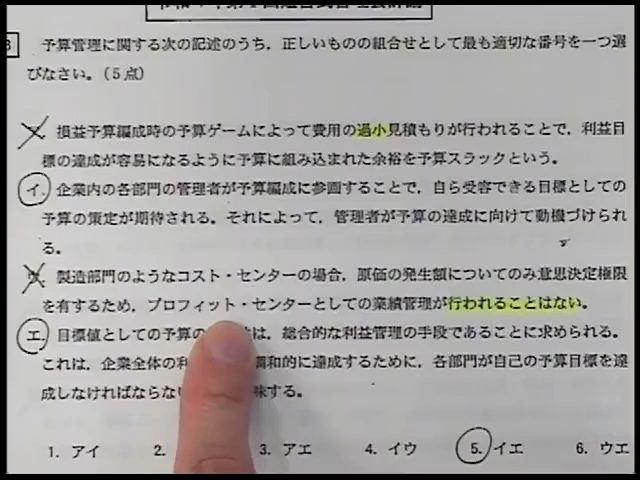 予算管理に関する次の記述のうち，正しいものの組合せとして最も適切な番号を一つ選
びなさい。（５点）
ア．損益予算編成時の予算ゲームによって費用の過小見積もりが行われることで，利益目
標の達成が容易になるように予算に組み込まれた余裕を予算スラックという。
イ．企業内の各部門の管理者が予算編成に参画することで，自ら受容できる目標としての
予算の策定が期待される。それによって，管理者が予算の達成に向けて動機づけられ
る。
ウ．製造部門のようなコスト・センターの場合，原価の発生額についてのみ意思決定権限
を有するため，プロフィット・センターとしての業績管理が行われることはない。
エ．目標値としての予算の は，総合的な利益管理の手段であることに求められる。
これは，企業全体の利 調和的に達成するために，各部門が自己の予算目標を達
成しなければならない 味する。
1. アイ 2. 3. アエ 4. イウ 5. イエ 6. ウエ